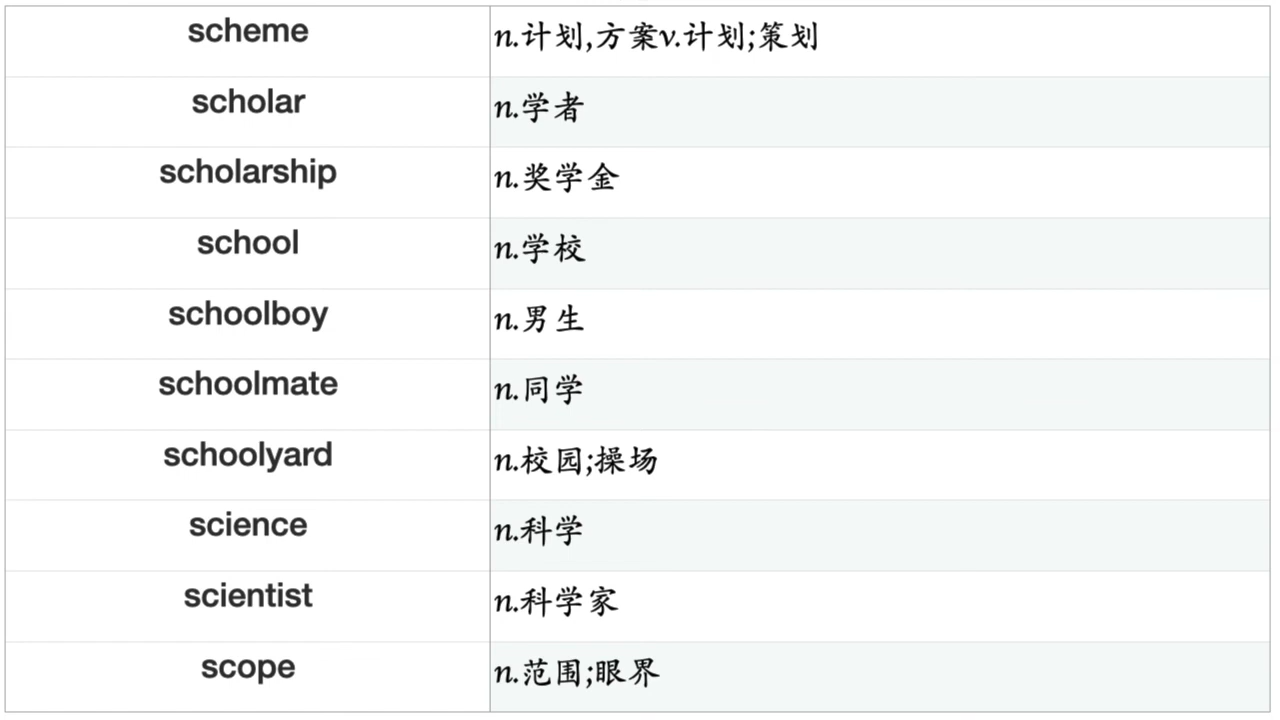 scheme n.计划,方案v.计划;策划
scholar n.学者
scholarship n.奖学金
school n.学校
schoolboy n.男生
schoolmate n.同学
schoolyard n.校园;操场
science n.科学
scientist n.科学家
scope n.范围;眼界